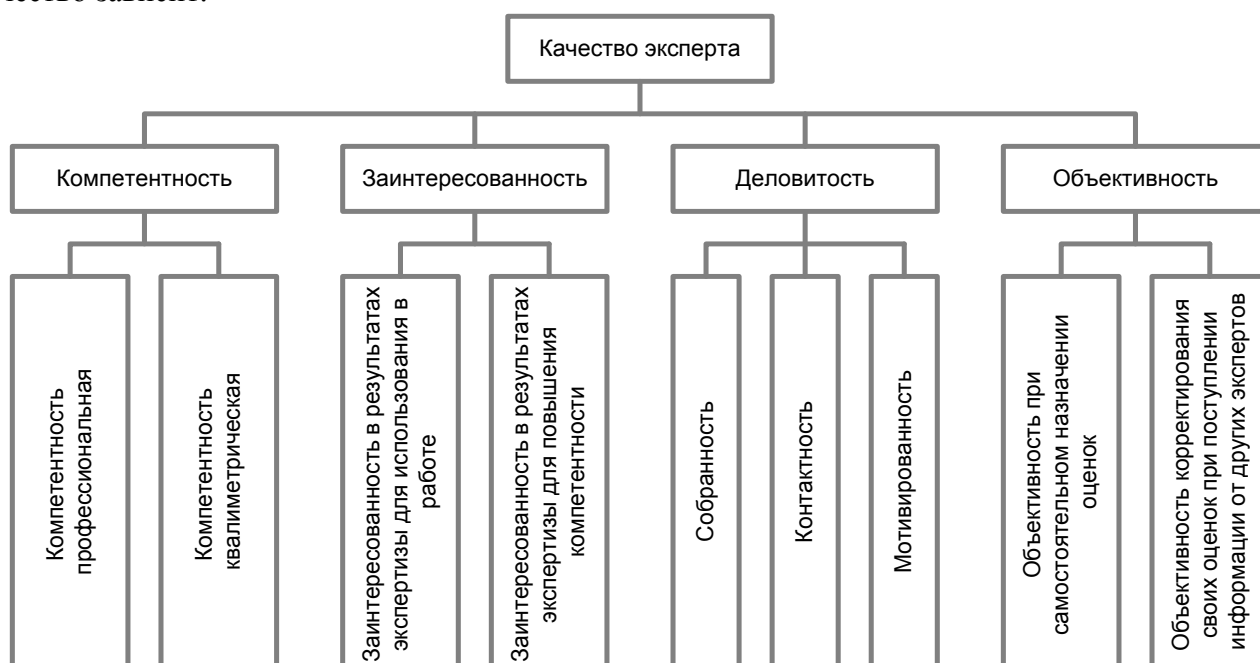 Качество эксперта
Компетентность
Заинтересованность
Деловитость
Объективность
Компетентность
профессиональная
Компетентность
квалиметрическая
Заинтересованность в результатах
экспертизы для использования в
работе
Заинтересованность в результатах
экспертизы для повышения
компетентности
Собранность
Контактность
Мотивированность
Объективность при
самостоятельном назначении
оценок
Объективность корректирования
своих оценок при поступлении
информации от других экспертов